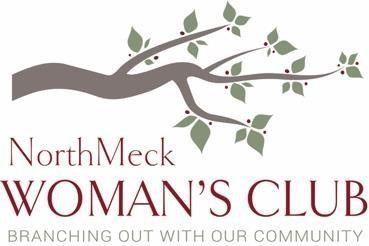 NorthMeck
WOMAN'S CLUB
BRANCHING OUT WITH OUR COMMUNITY